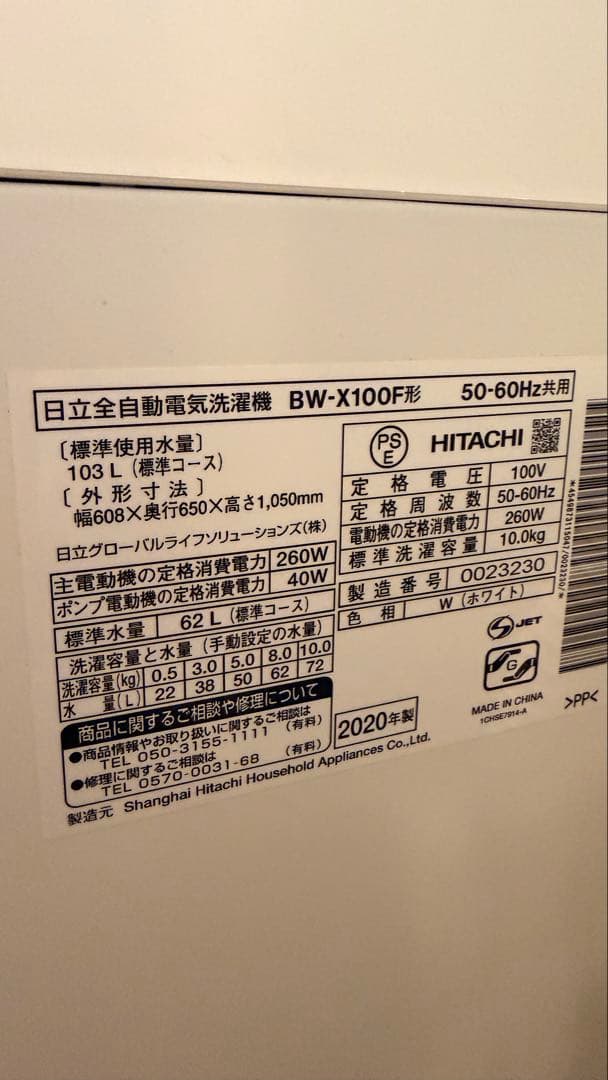 日立全自動電気洗濯機 BW-X100F形 50-60Hz共用
〔標準使用水量〕
103 L (標準コース)
〔外形寸法〕
幅608×奥行650×高さ1,050mm
日立グローバルライフソリューションズ(株)
主電動機の定格消費電力 260W
ポンプ電動機の定格消費電力 40W
標準水量 62 L (標準コース)
洗濯容量と水量 (手動設定の水量)
洗濯容量(kg) 0.5 3.0 5.0 8.0 10.0
水量(L) 22 38 50 62 72
商品に関するご相談や修理について
●商品情報やお取り扱いに関するご相談は
TEL 050-3155-1111 (有料)
●修理に関するご相談は
TEL 0570-0031-68 (有料)
製造元 Shanghai Hitachi Household Appliances Co.,Ltd.
PS
E
HITACHI
定格電圧 100V
定格周波数 50-60Hz
電動機の定格消費電力 260W
標準洗濯容量 10.0kg
製造番号 0023230
色相 W (ホワイト)
JET
G
2020年製
MADE IN CHINA
1CHSE7914-A
>PP<